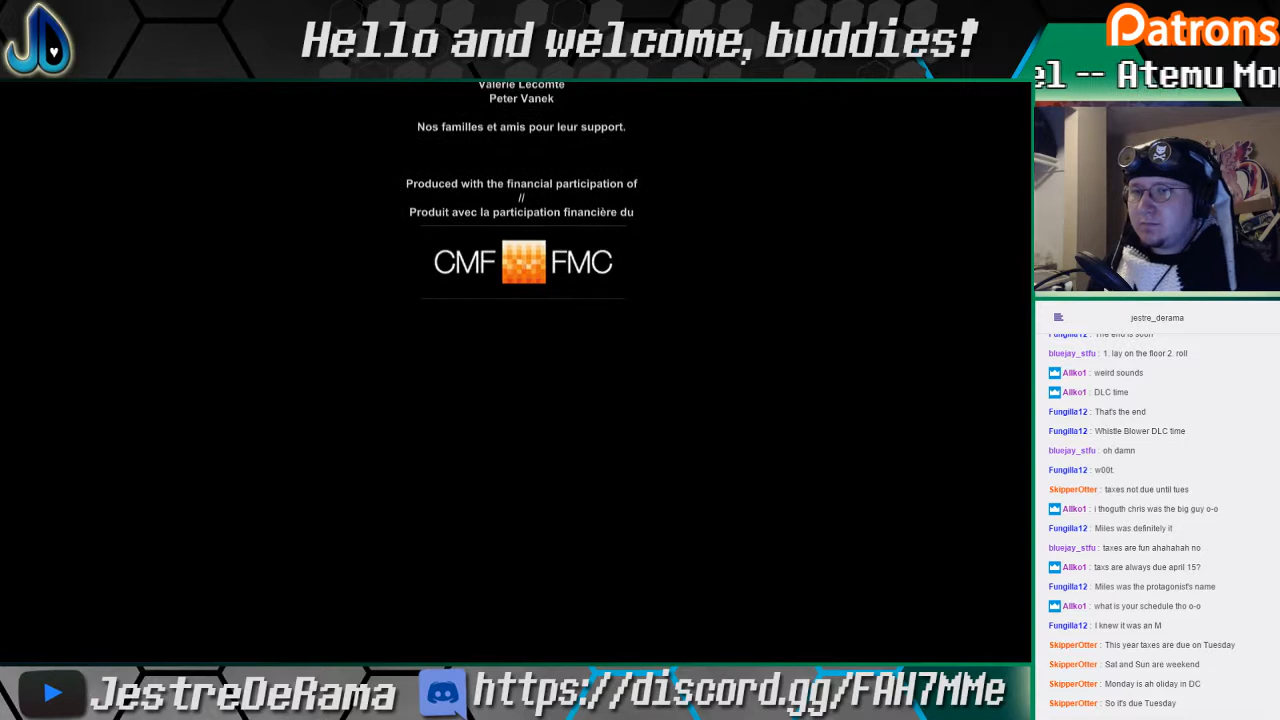 Hello and welcome, buddies!
Patrons
el -- Atemu Mo
Valérie Lecomte
Peter Vanek
Nos familles et amis pour leur support.
Produced with the financial participation of
//
Produit avec la participation financière du
CMF FMC
jestre_derama
Fungilla12 : The end is soon
bluejay_stfu : 1. lay on the floor 2. roll
Allko1 : weird sounds
Allko1 : DLC time
Fungilla12 : That's the end
Fungilla12 : Whistle Blower DLC time
bluejay_stfu : oh damn
Fungilla12 : w00t.
SkipperOtter : taxes not due until tues
Allko1 : i thoguth chris was the big guy o-o
Fungilla12 : Miles was definitely it
bluejay_stfu : taxes are fun ahahahah no
Allko1 : taxs are always due april 15?
Fungilla12 : Miles was the protagonist's name
Allko1 : what is your schedule tho o-o
Fungilla12 : I knew it was an M
SkipperOtter : This year taxes are due on Tuesday
SkipperOtter : Sat and Sun are weekend
SkipperOtter : Monday is ah oliday in DC
SkipperOtter : So it's due Tuesday
JestreDeRama
https://discord.gg/FAH7MMe